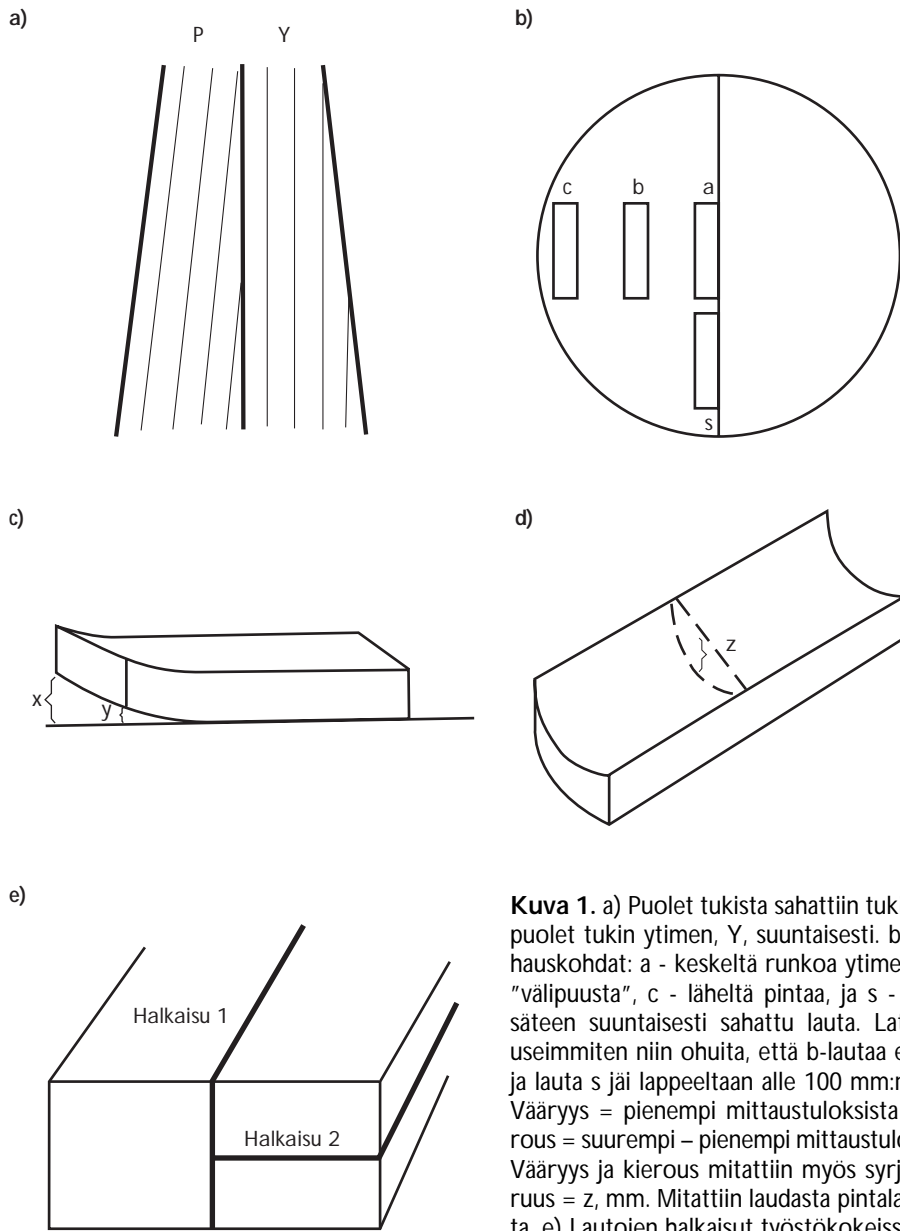 a)
P Y
b)
c b a
s
c)
x y
d)
z
e)
Halkaisu 1
Halkaisu 2
Kuva 1. a) Puolet tukista sahattiin tuk
puolet tukin ytimen, Y, suuntaisesti. b
hauskohdat: a - keskeltä runkoa ytime
"välipuusta", c - läheltä pintaa, ja s -
säteen suuntaisesti sahattu lauta. Lat
useimmiten niin ohuita, että b-lautaa e
ja lauta s jäi lappeeltaan alle 100 mm:r
Vääryys = pienempi mittaustuloksista
rous = suurempi – pienempi mittaustul
Vääryys ja kierous mitattiin myös syrj
ruus = z, mm. Mitattiin laudasta pintala
ta. e) Lautojen halkaisut työstökokeiss